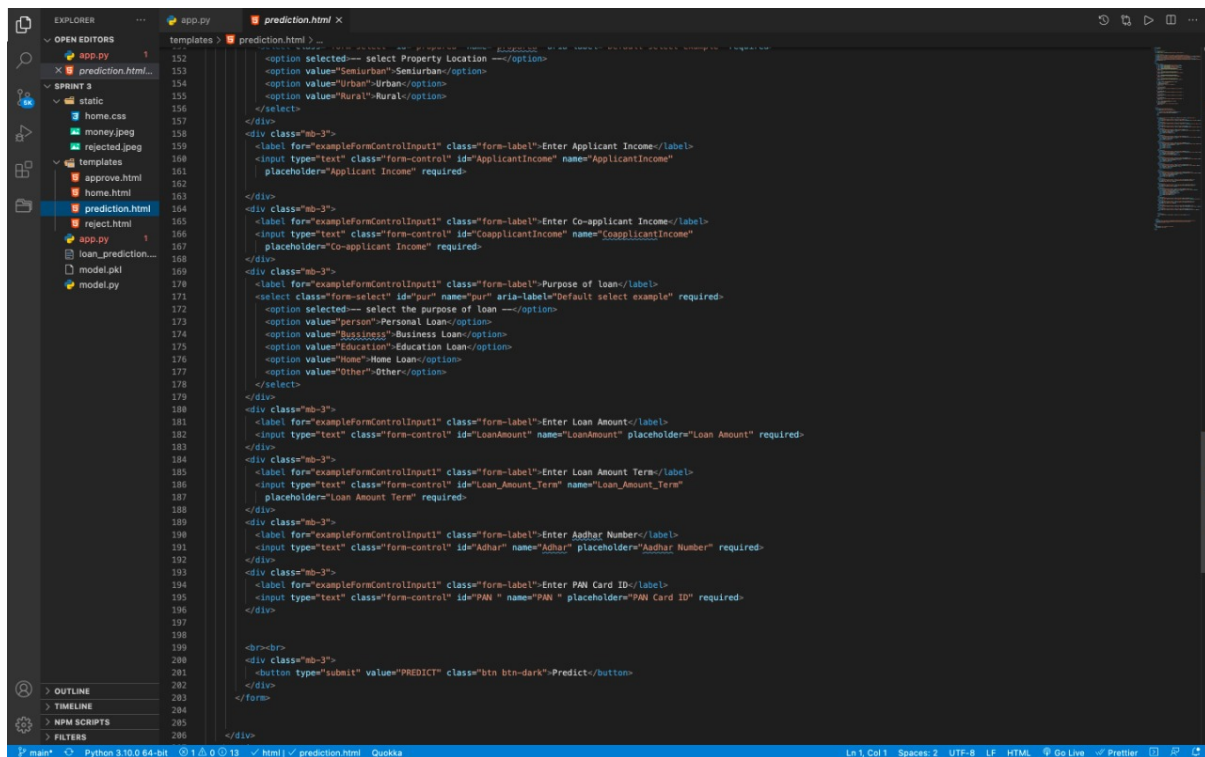 EXPLORER ···
app.py
prediction.html ×
OPEN EDITORS
app.py 1
× prediction.html...
SPRINT 3
static
home.css
money.jpeg
rejected.jpeg
templates
approve.html
home.html
prediction.html
reject.html
app.py 1
loan_prediction....
model.pkl
model.py
5K
templates > prediction.html > ...
152 <option selected>-- select Property Location --</option>
153 <option value="Semiurban">Semiurban</option>
154 <option value="Urban">Urban</option>
155 <option value="Rural">Rural</option>
156 </select>
157 </div>
158 <div class="mb-3">
159 <label for="exampleFormControlInput1" class="form-label">Enter Applicant Income</label>
160 <input type="text" class="form-control" id="ApplicantIncome" name="ApplicantIncome"
161 placeholder="Applicant Income" required>
162
163 </div>
164 <div class="mb-3">
165 <label for="exampleFormControlInput1" class="form-label">Enter Co-applicant Income</label>
166 <input type="text" class="form-control" id="CoapplicantIncome" name="CoapplicantIncome"
167 placeholder="Co-applicant Income" required>
168 </div>
169 <div class="mb-3">
170 <label for="exampleFormControlInput1" class="form-label">Purpose of loan</label>
171 <select class="form-select" id="pur" name="pur" aria-label="Default select example" required>
172 <option selected>-- select the purpose of loan --</option>
173 <option value="person">Personal Loan</option>
174 <option value="Bussiness">Business Loan</option>
175 <option value="Education">Education Loan</option>
176 <option value="Home">Home Loan</option>
177 <option value="Other">Other</option>
178 </select>
179 </div>
180 <div class="mb-3">
181 <label for="exampleFormControlInput1" class="form-label">Enter Loan Amount</label>
182 <input type="text" class="form-control" id="LoanAmount" name="LoanAmount" placeholder="Loan Amount" required>
183 </div>
184 <div class="mb-3">
185 <label for="exampleFormControlInput1" class="form-label">Enter Loan Amount Term</label>
186 <input type="text" class="form-control" id="Loan_Amount_Term" name="Loan_Amount_Term"
187 placeholder="Loan Amount Term" required>
188 </div>
189 <div class="mb-3">
190 <label for="exampleFormControlInput1" class="form-label">Enter Aadhar Number</label>
191 <input type="text" class="form-control" id="Adhar" name="Adhar" placeholder="Aadhar Number" required>
192 </div>
193 <div class="mb-3">
194 <label for="exampleFormControlInput1" class="form-label">Enter PAN Card ID</label>
195 <input type="text" class="form-control" id="PAN " name="PAN " placeholder="PAN Card ID" required>
196 </div>
197
198
199 <br><br>
200 <div class="mb-3">
201 <button type="submit" value="PREDICT" class="btn btn-dark">Predict</button>
202 </div>
203 </form>
204
205
206 </div>
OUTLINE
TIMELINE
NPM SCRIPTS
FILTERS
main* Python 3.10.0 64-bit 1 0 13 html | prediction.html Quokka Ln 1, Col 1 Spaces: 2 UTF-8 LF HTML Go Live Prettier